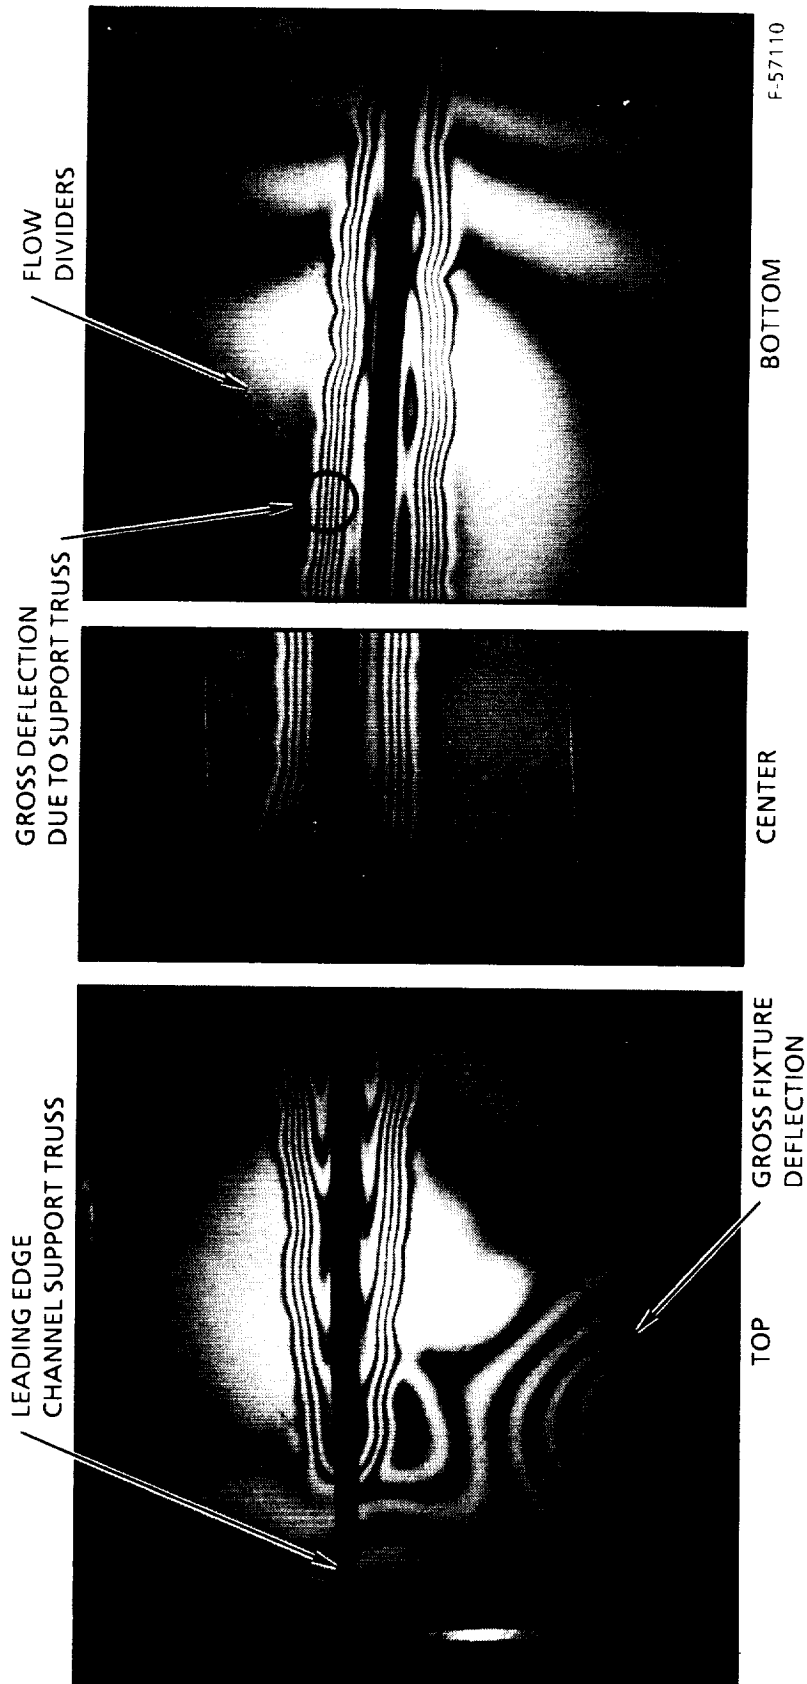 LEADING EDGE
CHANNEL SUPPORT TRUSS
GROSS DEFLECTION
DUE TO SUPPORT TRUSS
FLOW
DIVIDERS
TOP
GROSS FIXTURE
DEFLECTION
CENTER
BOTTOM
F-57110